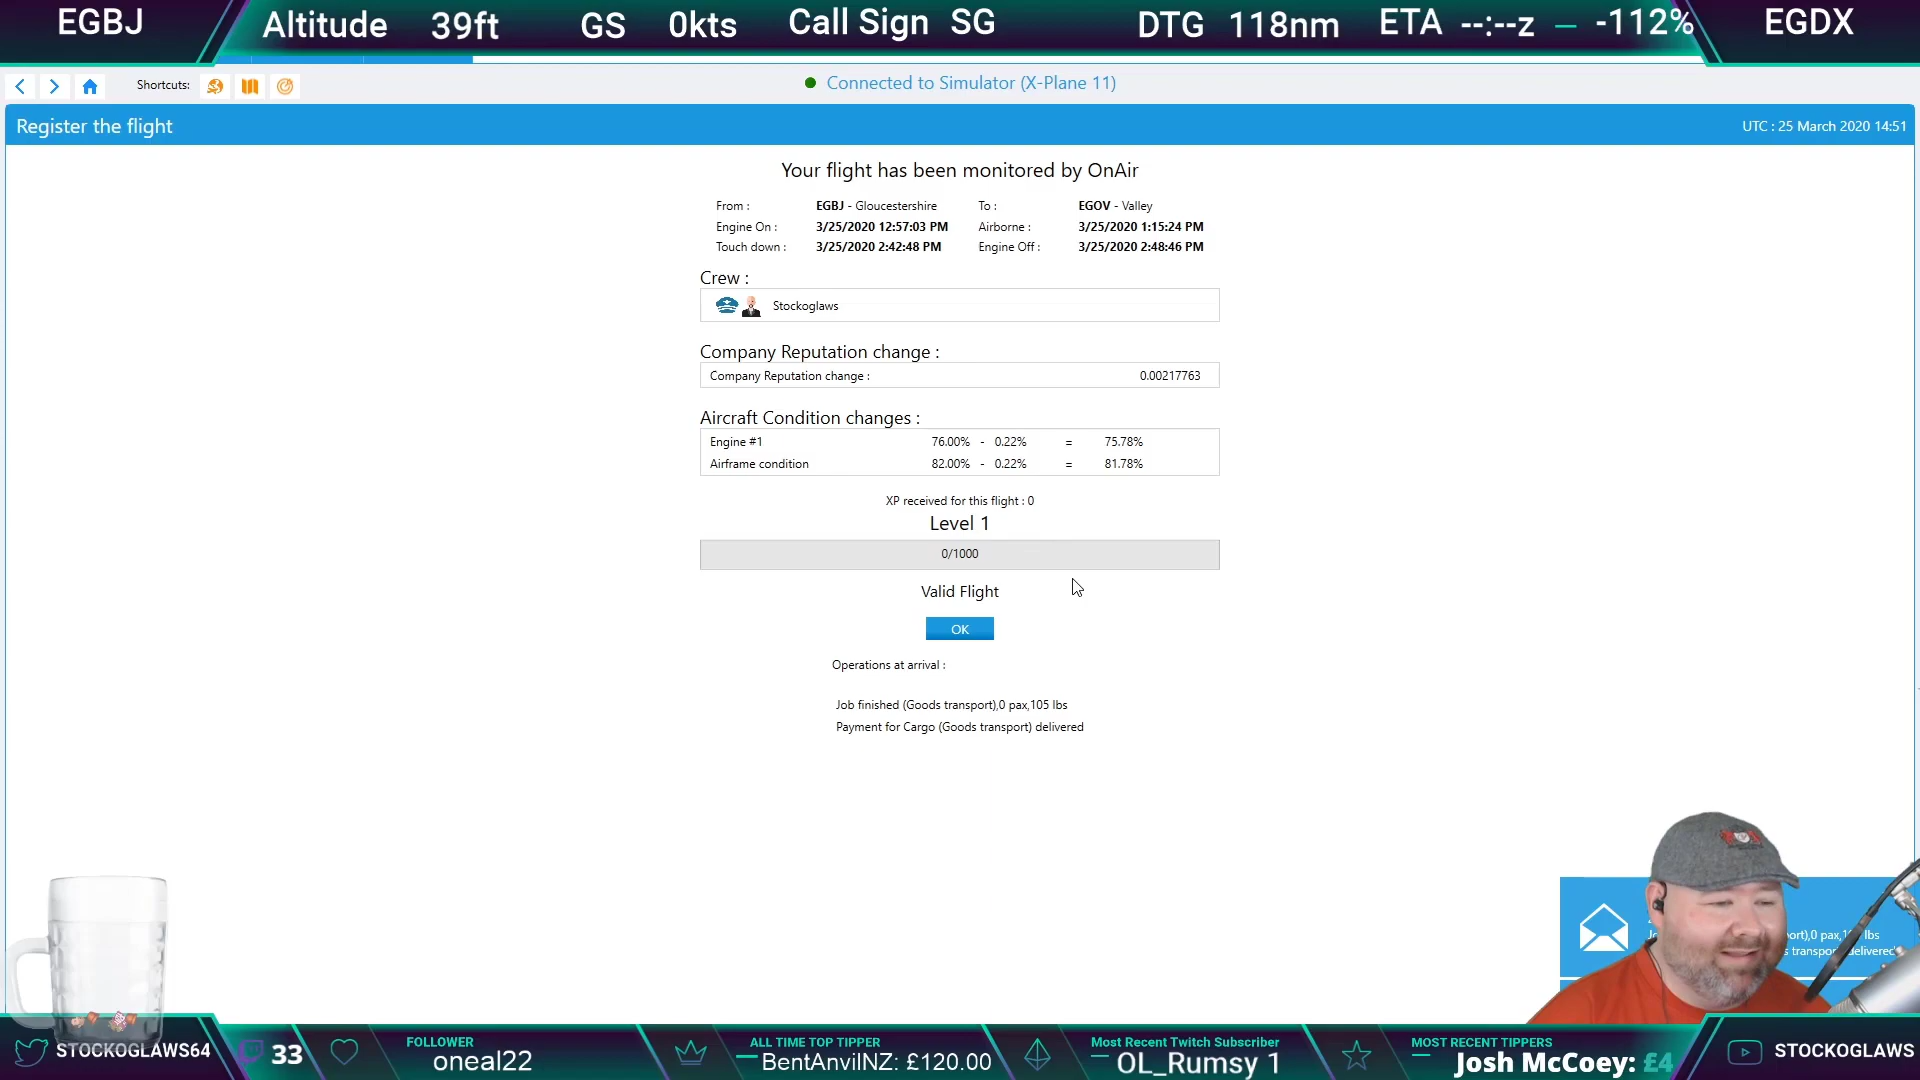 EGBJ Altitude 39ft GS 0kts Call Sign SG DTG 118nm ETA --:--z — -112% EGDX
Shortcuts: Connected to Simulator (X-Plane 11)
Register the flight UTC : 25 March 2020 14:51
Your flight has been monitored by OnAir
From : EGBJ - Gloucestershire To : EGOV - Valley
Engine On : 3/25/2020 12:57:03 PM Airborne : 3/25/2020 1:15:24 PM
Touch down : 3/25/2020 2:42:48 PM Engine Off : 3/25/2020 2:48:46 PM
Crew :
Stockoglaws
Company Reputation change :
Company Reputation change : 0.00217763
Aircraft Condition changes :
Engine #1 76.00% - 0.22% = 75.78%
Airframe condition 82.00% - 0.22% = 81.78%
XP received for this flight : 0
Level 1
0/1000
Valid Flight
OK
Operations at arrival :
Job finished (Goods transport),0 pax,105 lbs
Payment for Cargo (Goods transport) delivered
ort),0 pax, lbs
s transpor delivered
STOCKOGLAWS64 33 FOLLOWER
oneal22
ALL TIME TOP TIPPER
BentAnvilNZ: £120.00
Most Recent Twitch Subscriber
OL_Rumsy 1
MOST RECENT TIPPERS
Josh McCoey: £4
STOCKOGLAWS